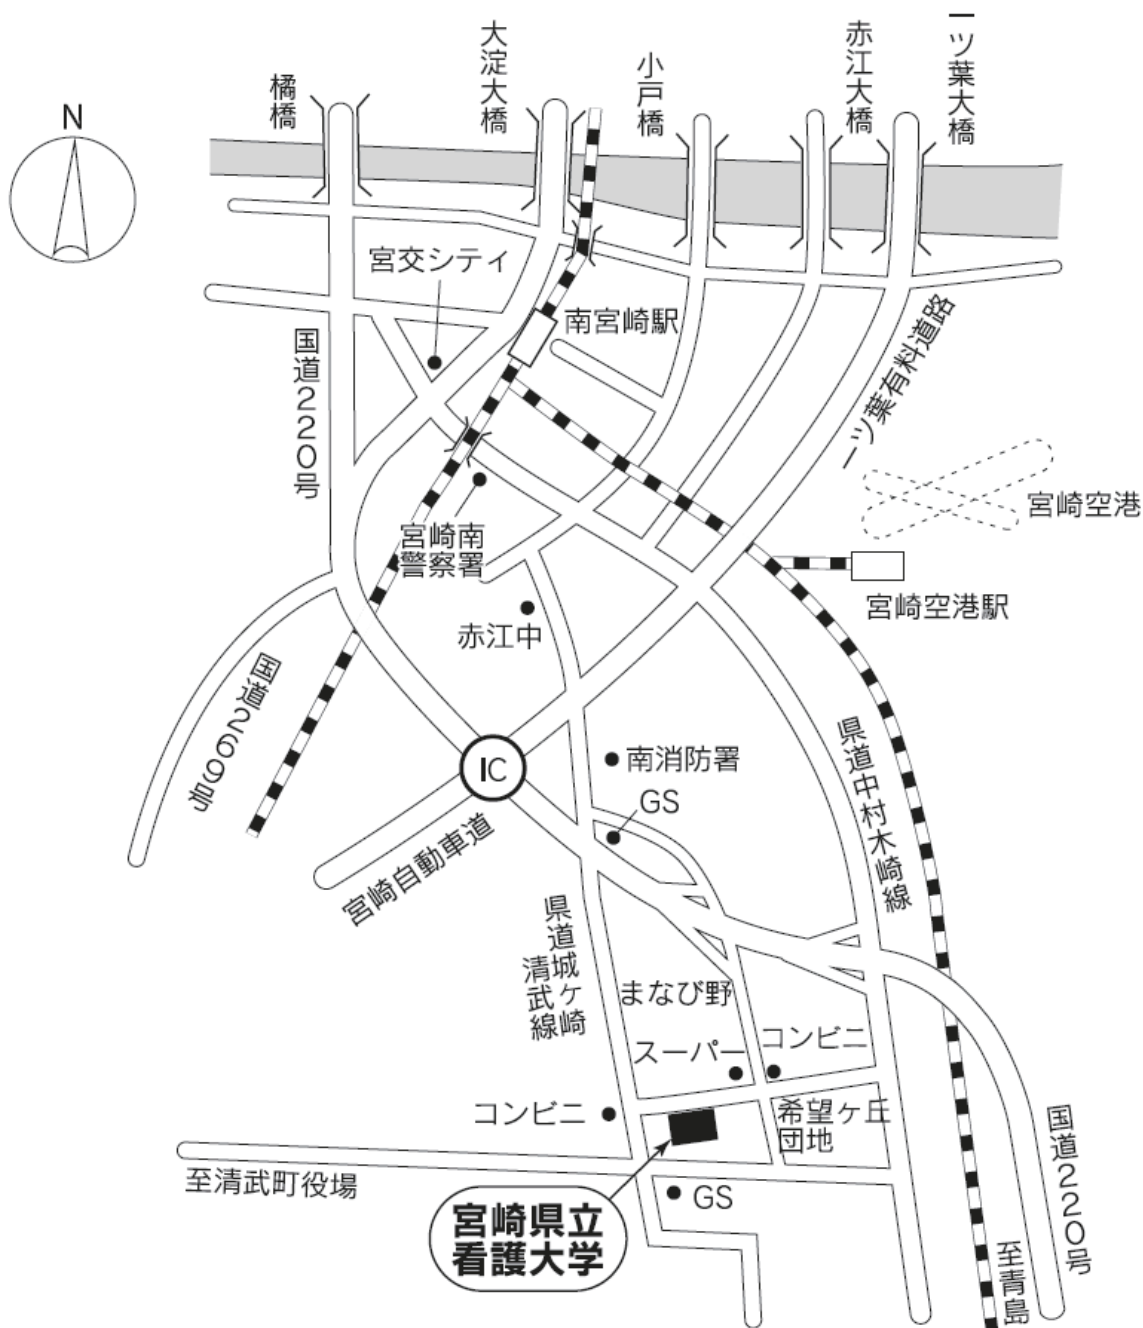 N
橘橋
大淀大橋
小戸橋
赤江大橋
一ツ葉大橋
宮交シティ
南宮崎駅
国道220号
一ツ葉有料道路
宮崎空港
宮崎南
警察署
宮崎空港駅
赤江中
国道269号
南消防署
IC
GS
県道中村木崎線
宮崎自動車道
県道城ヶ崎
清武線
まなび野
スーパー
コンビニ
コンビニ
希望ヶ丘
団地
国道220号
至清武町役場
GS
宮崎県立
看護大学
至青島